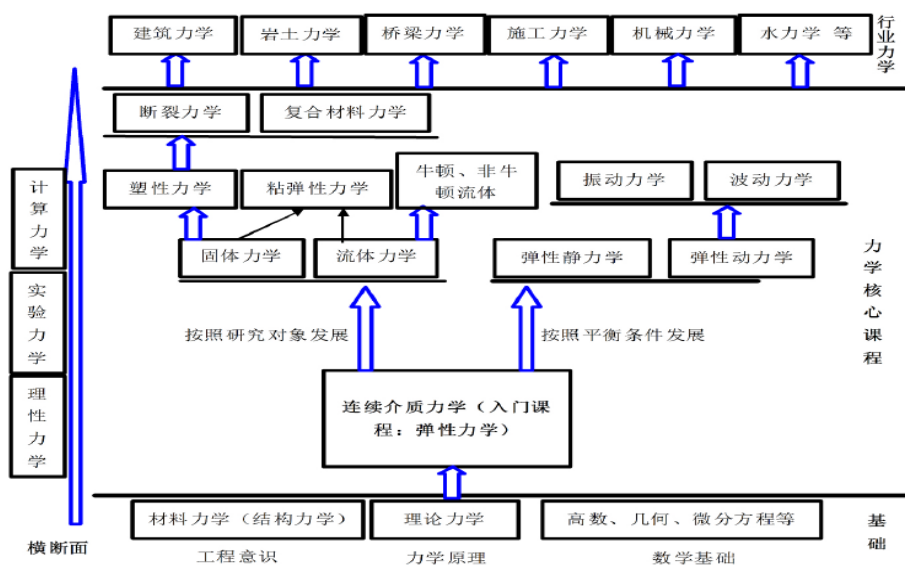 建筑力学
岩土力学
桥梁力学
施工力学
机械力学
水力学 等
行业力学
断裂力学
复合材料力学
塑性力学
粘弹性力学
牛顿、非牛
顿流体
振动力学
波动力学
固体力学
流体力学
弹性静力学
弹性动力学
计算力学
实验力学
理性力学
力学核心课程
按照研究对象发展
按照平衡条件发展
连续介质力学（入门课
程：弹性力学）
材料力学（结构力学）
理论力学
高数、几何、微分方程等
基础
横断面
工程意识
力学原理
数学基础